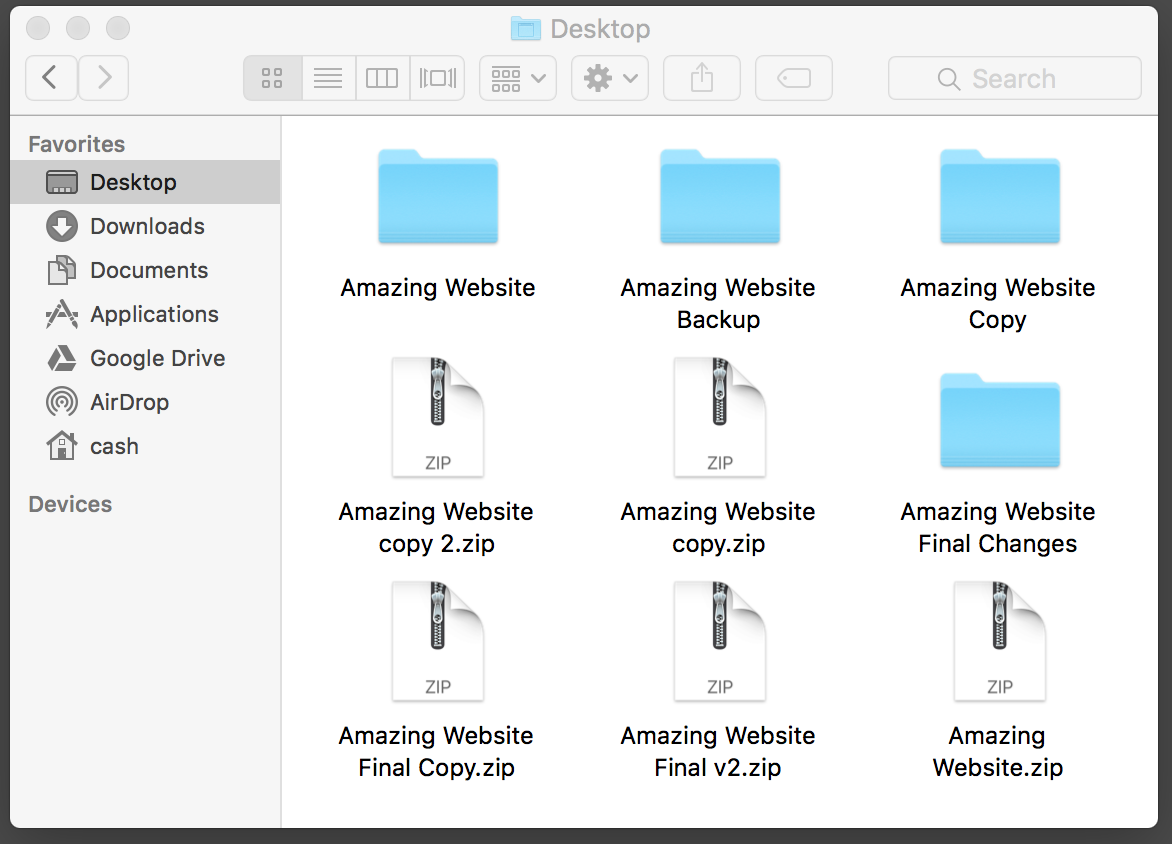 Desktop
Search
Favorites
Desktop
Downloads
Documents
Applications
Google Drive
AirDrop
cash
Devices
Amazing Website
Amazing Website
Backup
Amazing Website
Copy
ZIP
Amazing Website
copy 2.zip
ZIP
Amazing Website
copy.zip
Amazing Website
Final Changes
ZIP
Amazing Website
Final Copy.zip
ZIP
Amazing Website
Final v2.zip
ZIP
Amazing
Website.zip